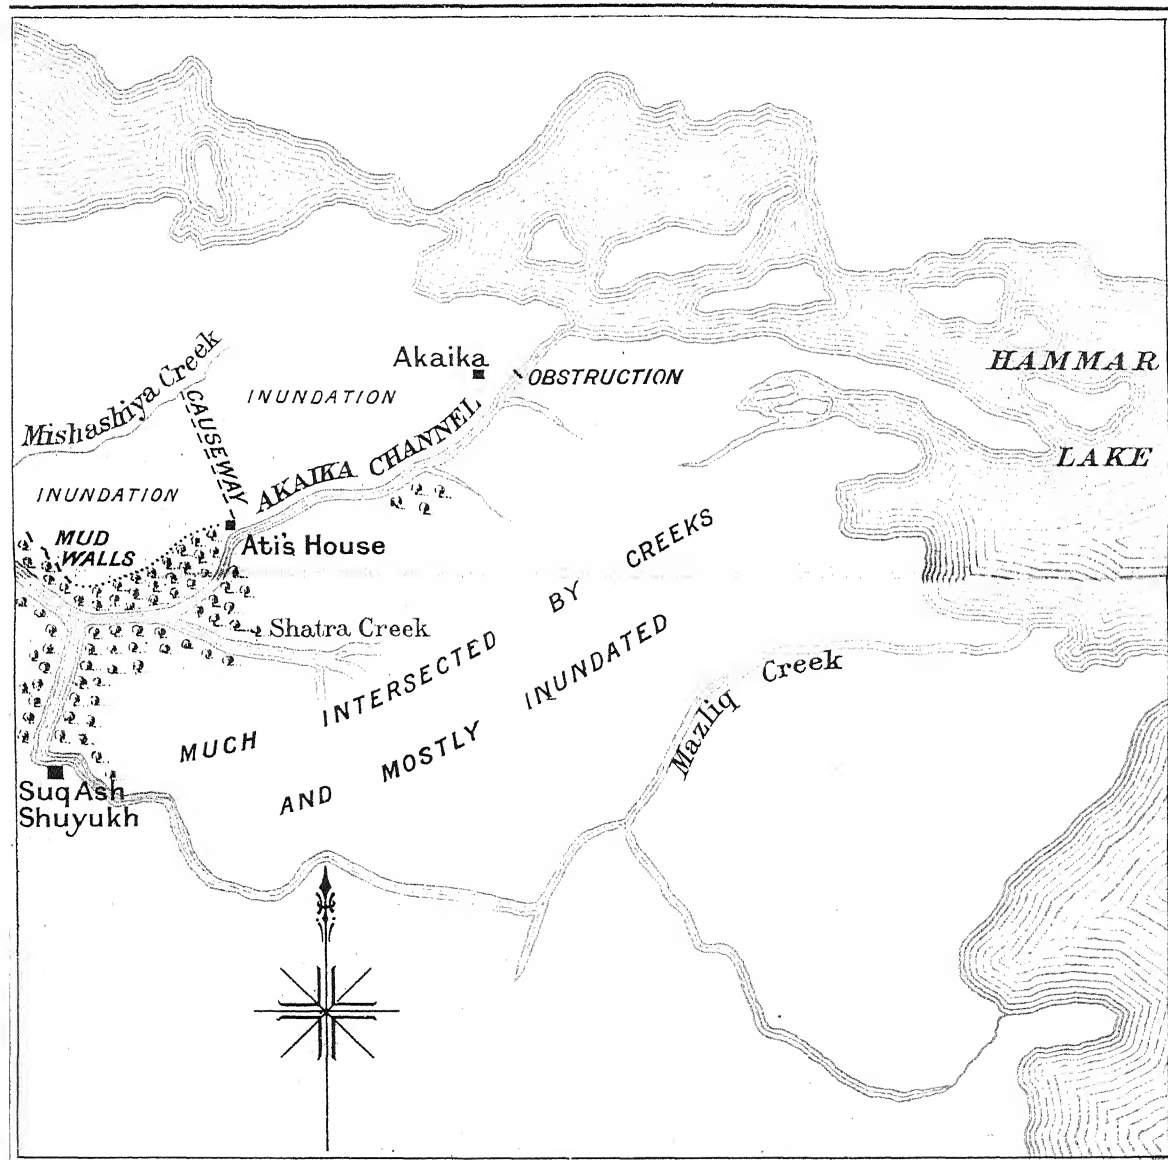 HAMMAR
LAKE
Akaika
OBSTRUCTION
Mishashiya Creek
INUNDATION
CAUSEWAY
AKAIKA CHANNEL
INUNDATION
MUD
WALLS
Ati's House
Shatra Creek
MUCH INTERSECTED BY CREEKS
AND MOSTLY INUNDATED
Mazliq Creek
Suq Ash
Shuyukh